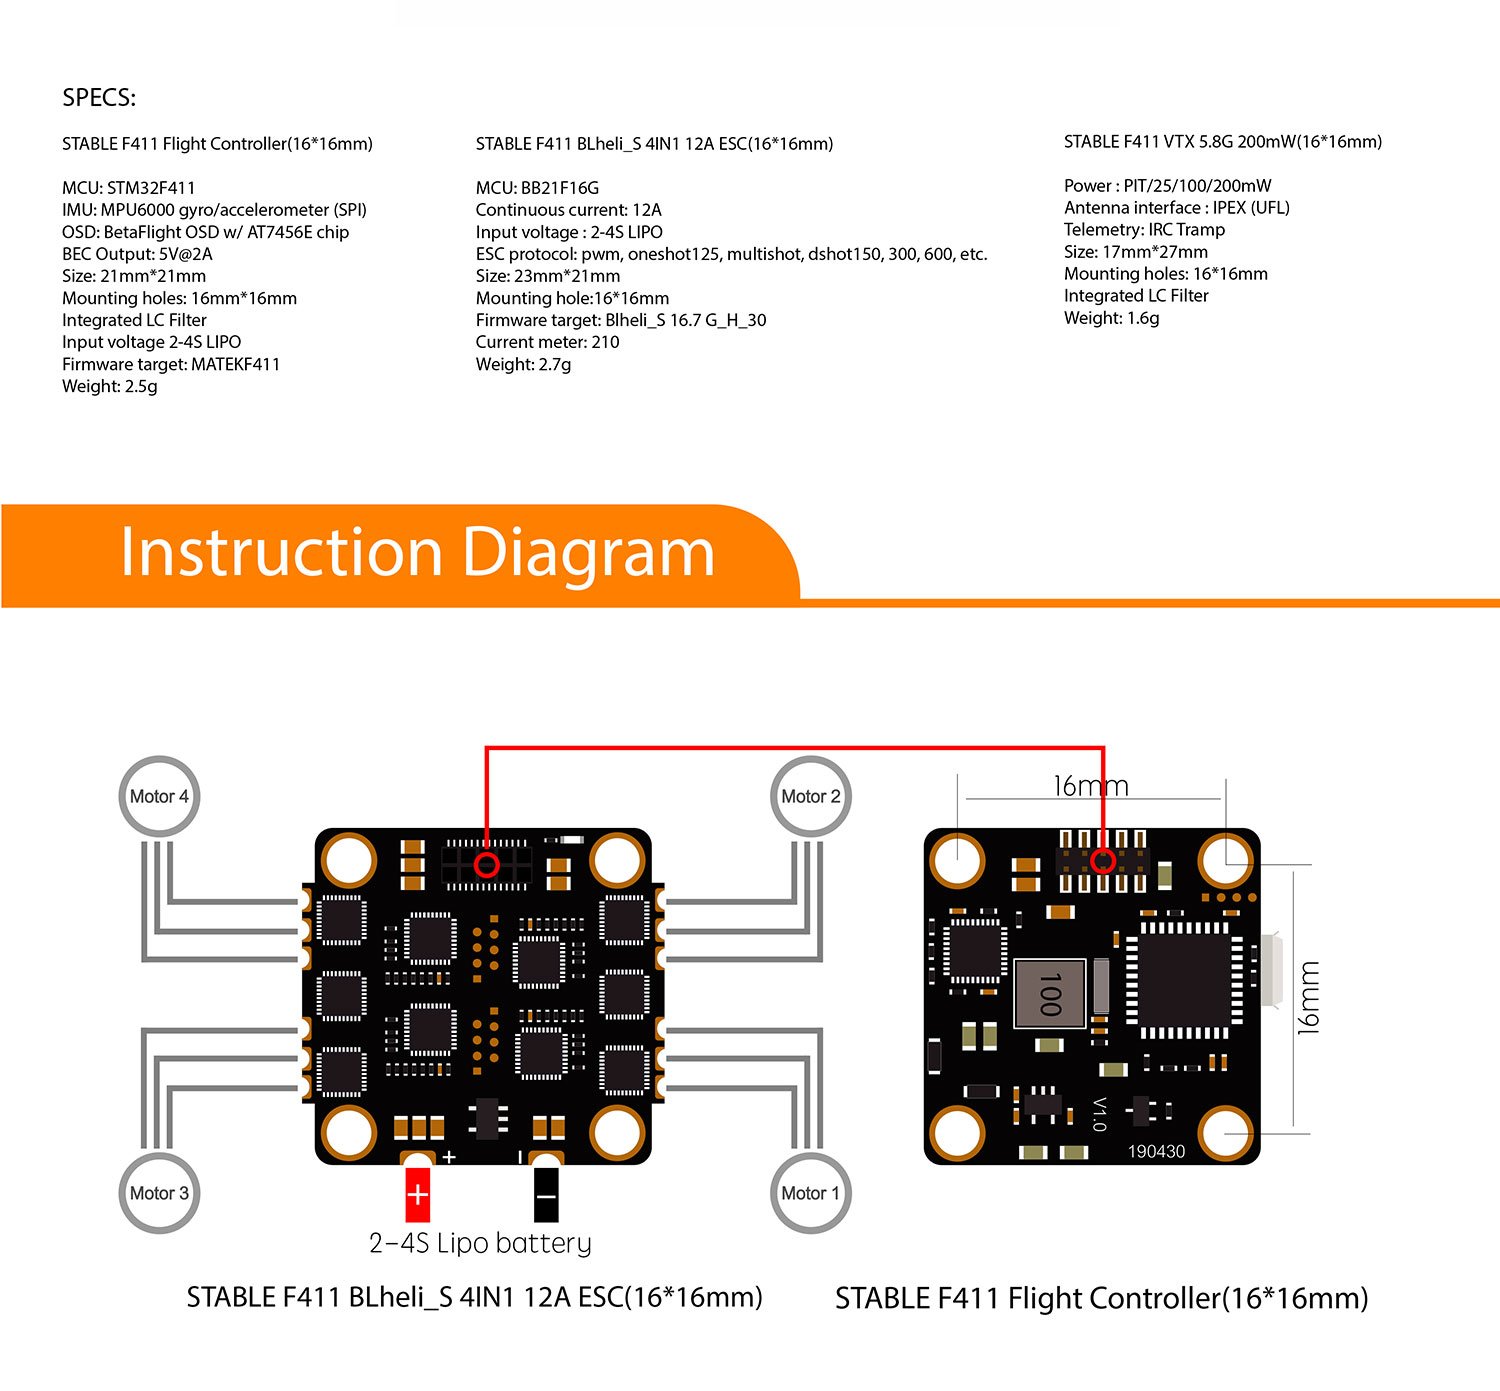 SPECS:
STABLE F411 Flight Controller(16*16mm)
MCU: STM32F411
IMU: MPU6000 gyro/accelerometer (SPI)
OSD: BetaFlight OSD w/ AT7456E chip
BEC Output: 5V@2A
Size: 21mm*21mm
Mounting holes: 16mm*16mm
Integrated LC Filter
Input voltage 2-4S LIPO
Firmware target: MATEKF411
Weight: 2.5g
STABLE F411 BLheli_S 4IN1 12A ESC(16*16mm)
MCU: BB21F16G
Continuous current: 12A
Input voltage : 2-4S LIPO
ESC protocol: pwm, oneshot125, multishot, dshot150, 300, 600, etc.
Size: 23mm*21mm
Mounting hole:16*16mm
Firmware target: Blheli_S 16.7 G_H_30
Current meter: 210
Weight: 2.7g
STABLE F411 VTX 5.8G 200mW(16*16mm)
Power : PIT/25/100/200mW
Antenna interface : IPEX (UFL)
Telemetry: IRC Tramp
Size: 17mm*27mm
Mounting holes: 16*16mm
Integrated LC Filter
Weight: 1.6g
Instruction Diagram
Motor 4
Motor 2
16mm
16mm
100
V1.0
190430
Motor 3
Motor 1
+ −
+ −
2-4S Lipo battery
STABLE F411 BLheli_S 4IN1 12A ESC(16*16mm)
STABLE F411 Flight Controller(16*16mm)